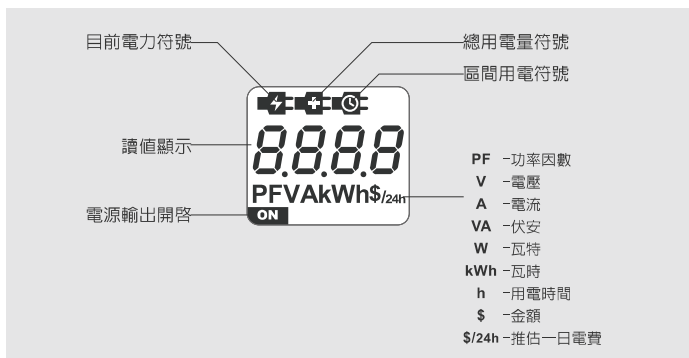 目前電力符號
總用電量符號
區間用電符號
讀值顯示
8.8.8.8
PFVAkWh$/24h
電源輸出開啓
ON
PF －功率因數
V －電壓
A －電流
VA －伏安
W －瓦特
kWh －瓦時
h －用電時間
$ －金額
$/24h －推估一日電費